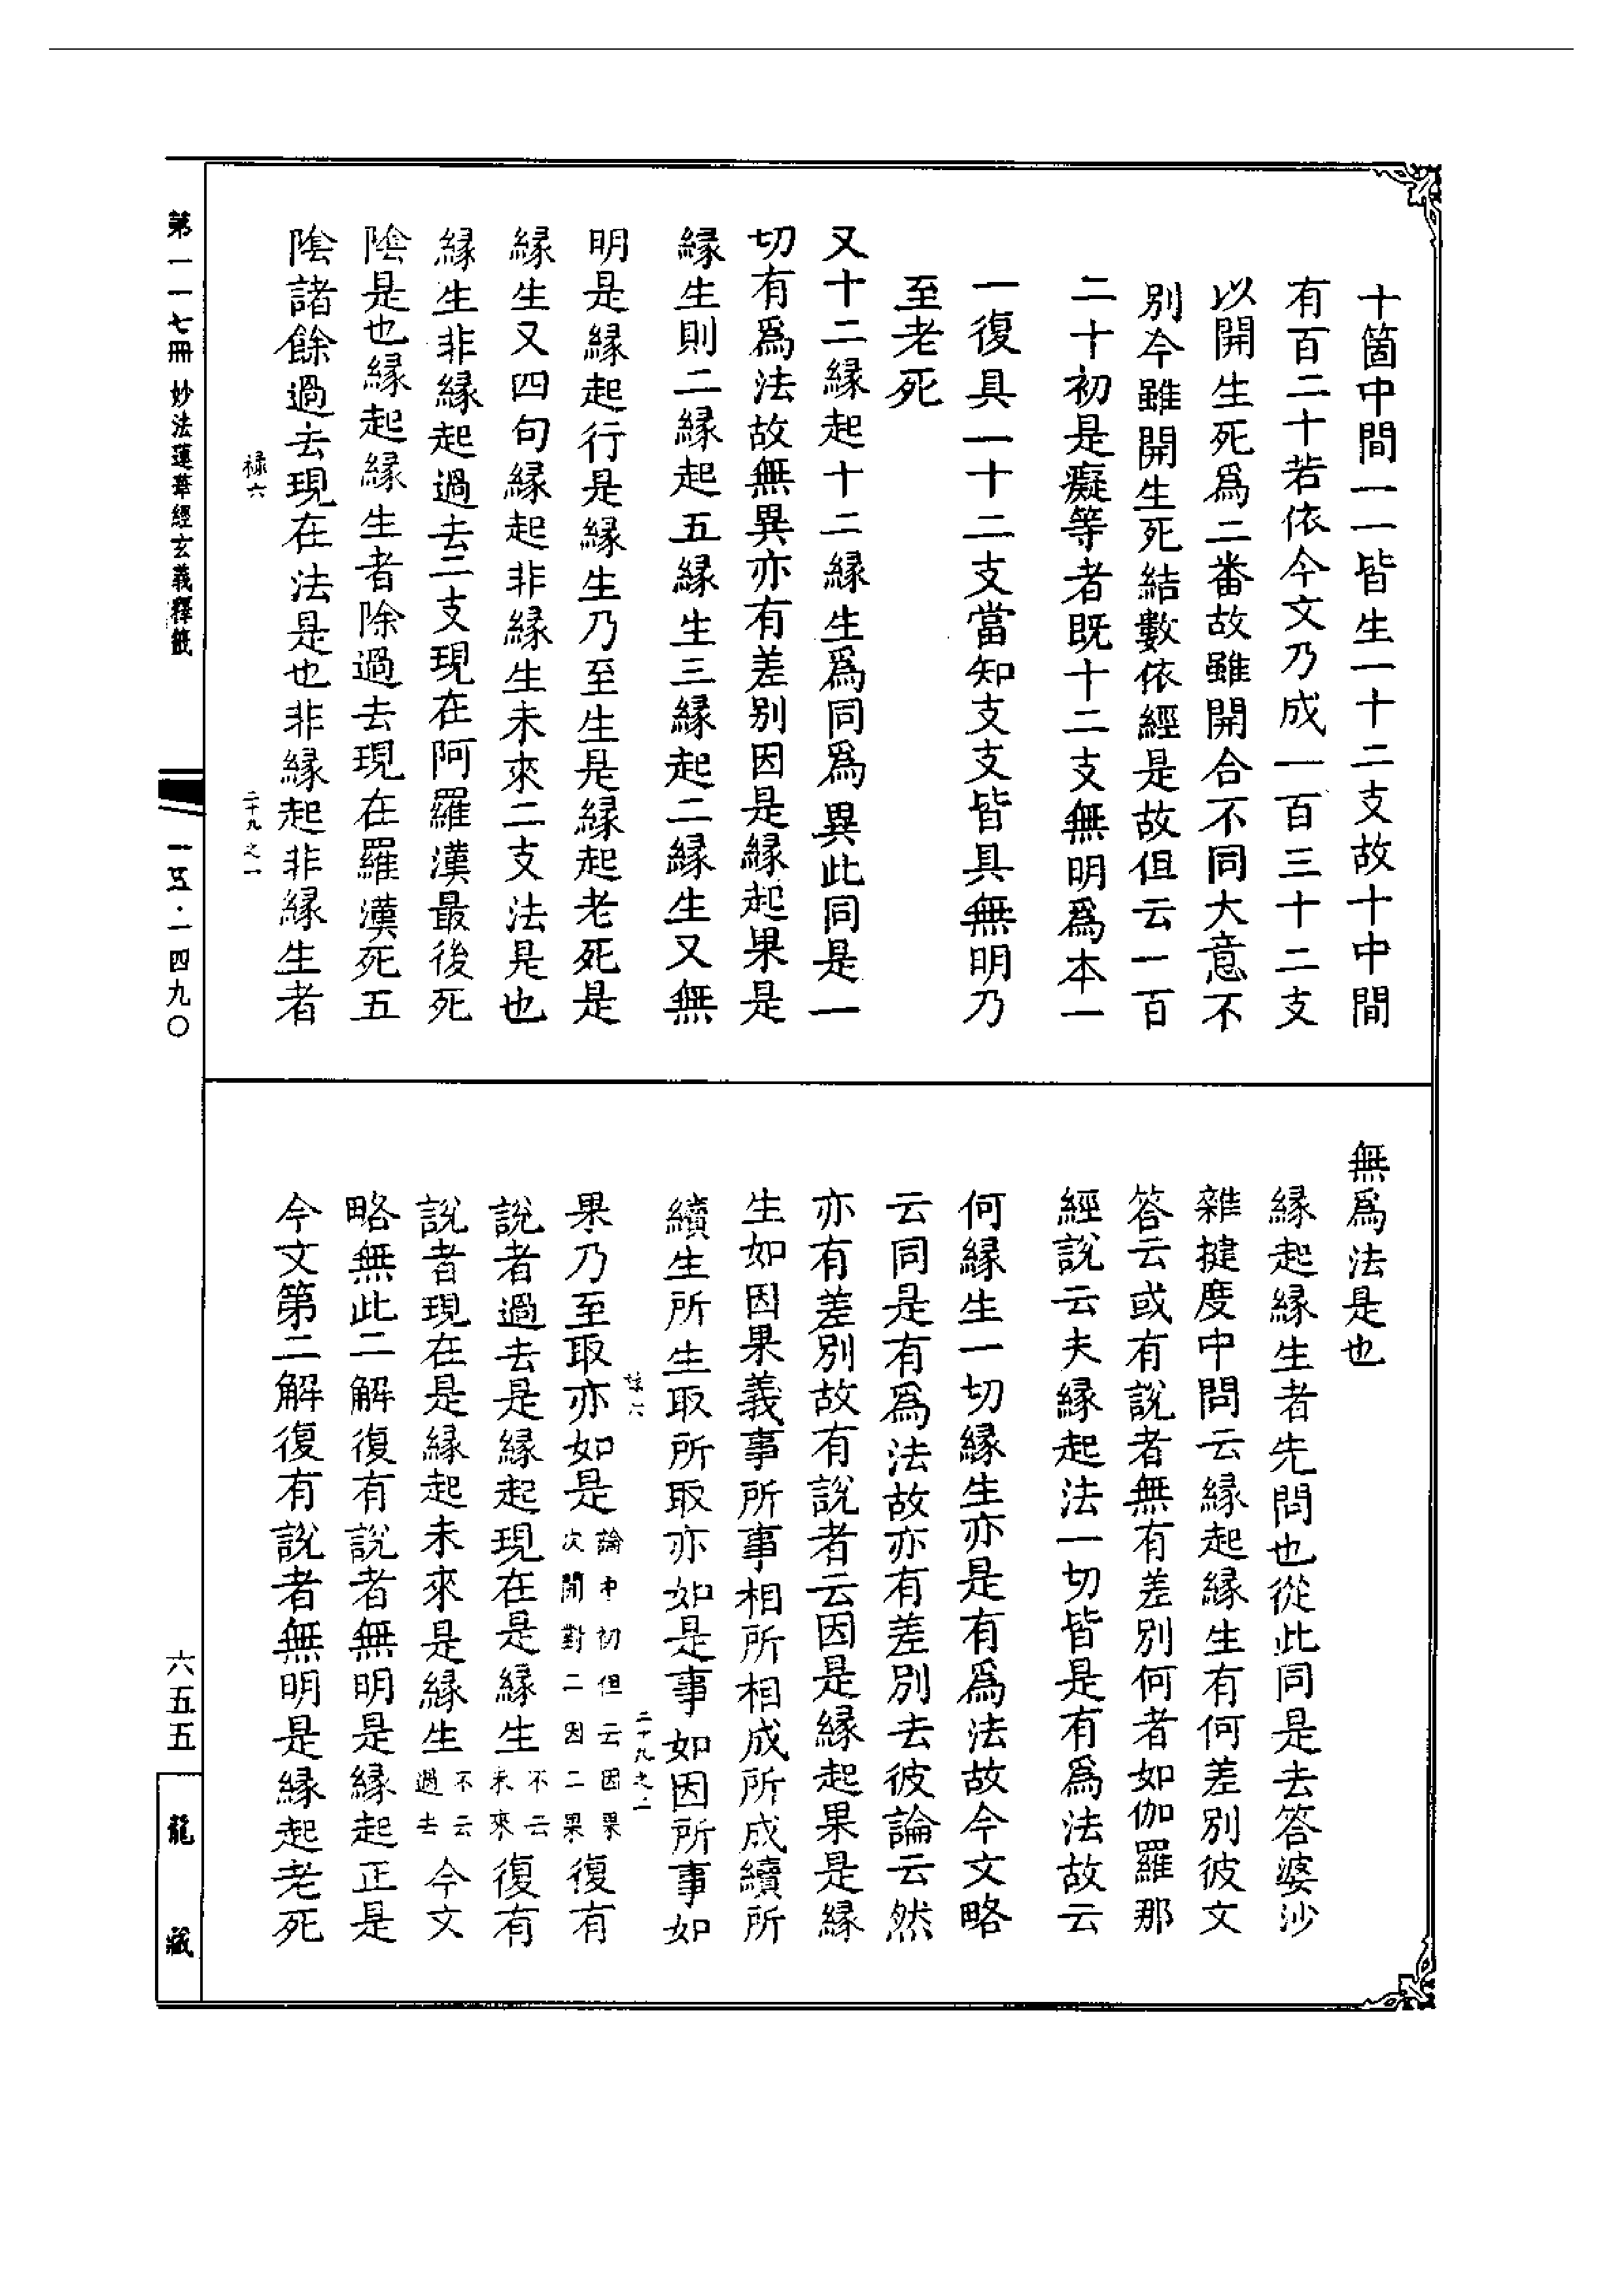 十箇中間一一皆生一十二支故十中間
有百二十若依今文乃成一百三十二支
以開生死爲二番故雖開合不同大意不
別今雖開生死結數依經是故但云一百
二十初是癡等者既十二支無明爲本一
一復具一十二支當知支支皆具無明乃
至老死
又十二緣起十二緣生爲同爲異此同是一
切有爲法故無異亦有差別因是緣起果是
緣生則二緣起五緣生三緣起二緣生又無
明是緣起行是緣生乃至生是緣起老死是
緣生又四句緣起非緣生未來二支法是也
緣生非緣起過去二支現在阿羅漢最後死
陰是也緣起緣生者除過去現在羅漢死五
陰諸餘過去現在法是也非緣起非緣生者
祿六
二十九之一
無爲法是也
緣起緣生者先問也從此同是去答婆沙
雜揵度中問云緣起緣生有何差別彼文
答云或有說者無有差別何者如伽羅那
經說云夫緣起法一切皆是有爲法故云
何緣生一切緣生亦是有爲法故今文略
云同是有爲法故亦有差別去彼論云然
亦有差別故有說者云因是緣起果是緣
生如因果義事所事相所相成所成續所
續生所生取所取亦如是事如因所事如
二十九之二
果乃至取亦如是論中初但云因果次間對二因二果復有
說者過去是緣起現在是緣生不云未來復有
說者現在是緣起未來是緣生不云過去今文
略無此二解復有說者無明是緣起正是
今文第二解復有說者無明是緣起老死
第一一七冊 妙法蓮華經玄義釋籤
一五·一四九〇
六五五
龍藏